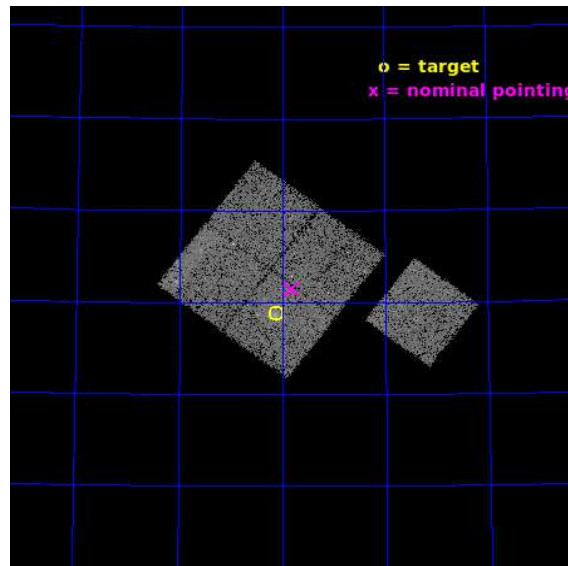 o = target
x = nominal pointing